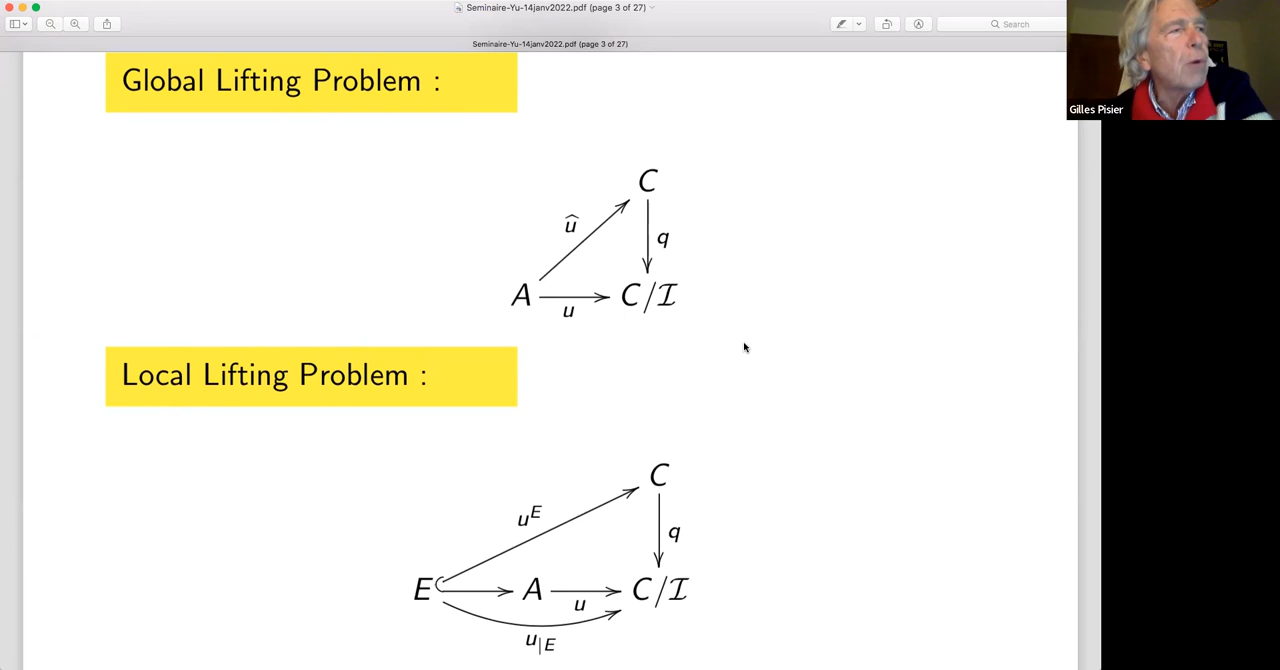 Seminaire-Yu-14janv2022.pdf (page 3 of 27)
Search
Seminaire-Yu-14janv2022.pdf (page 3 of 27)
Gilles Pisier
Global Lifting Problem :
C
û
q
A
C/ℐ
u
Local Lifting Problem :
C
u^E
q
E
A
C/ℐ
u
u_{|E}